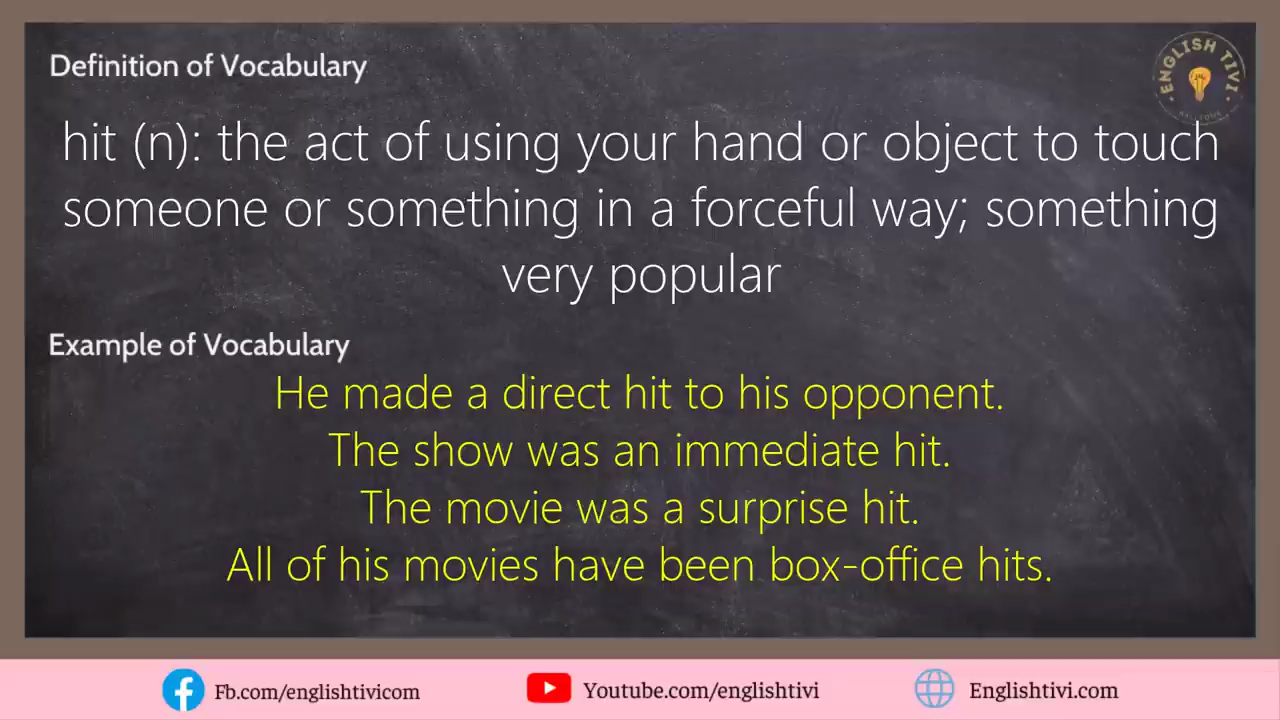 Definition of Vocabulary
ENGLISH TIVI
hit (n): the act of using your hand or object to touch
someone or something in a forceful way; something
very popular
Example of Vocabulary
He made a direct hit to his opponent.
The show was an immediate hit.
The movie was a surprise hit.
All of his movies have been box-office hits.
Fb.com/englishtivicom
Youtube.com/englishtivi
Englishtivi.com